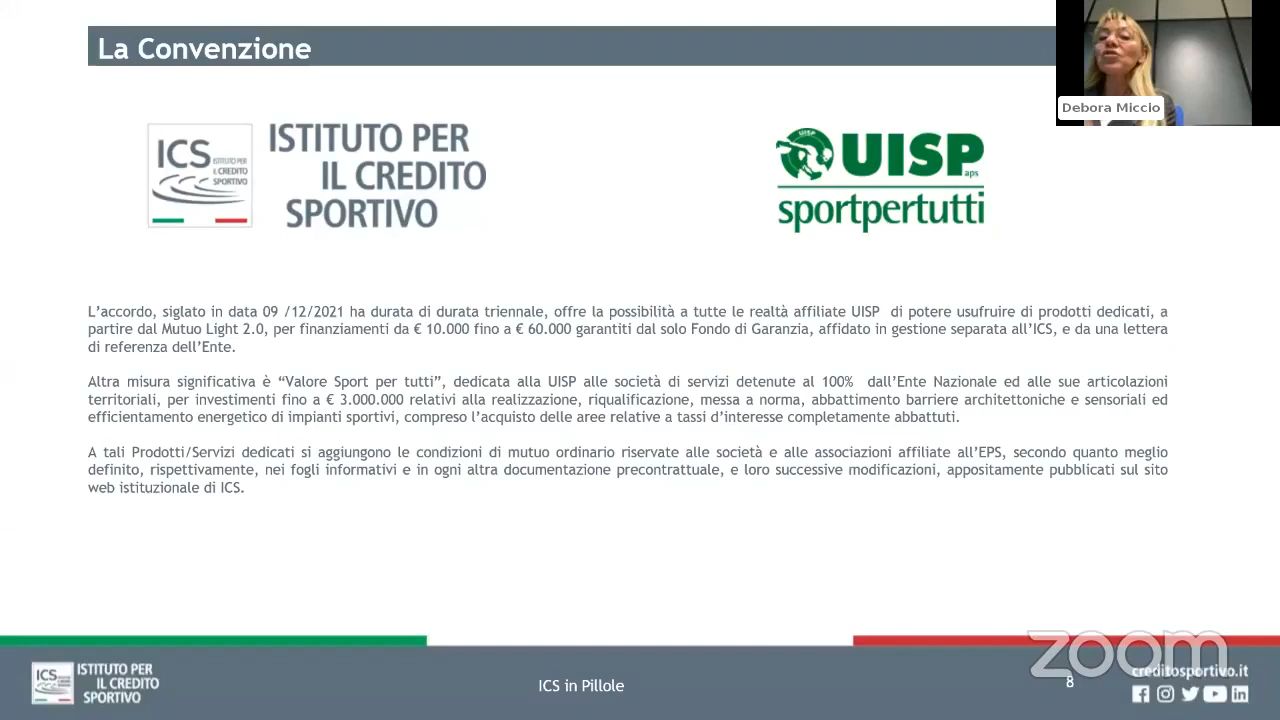 La Convenzione
Debora Miccio
ICS
ISTITUTO PER
IL CREDITO
SPORTIVO
ISTITUTO PER
IL CREDITO
SPORTIVO
UISP
UISP
aps
sportpertutti
L’accordo, siglato in data 09 /12/2021 ha durata di durata triennale, offre la possibilità a tutte le realtà affiliate UISP di potere usufruire di prodotti dedicati, a
partire dal Mutuo Light 2.0, per finanziamenti da € 10.000 fino a € 60.000 garantiti dal solo Fondo di Garanzia, affidato in gestione separata all’ICS, e da una lettera
di referenza dell’Ente.
Altra misura significativa è “Valore Sport per tutti”, dedicata alla UISP alle società di servizi detenute al 100% dall’Ente Nazionale ed alle sue articolazioni
territoriali, per investimenti fino a € 3.000.000 relativi alla realizzazione, riqualificazione, messa a norma, abbattimento barriere architettoniche e sensoriali ed
efficientamento energetico di impianti sportivi, compreso l’acquisto delle aree relative a tassi d’interesse completamente abbattuti.
A tali Prodotti/Servizi dedicati si aggiungono le condizioni di mutuo ordinario riservate alle società e alle associazioni affiliate all’EPS, secondo quanto meglio
definito, rispettivamente, nei fogli informativi e in ogni altra documentazione precontrattuale, e loro successive modificazioni, appositamente pubblicati sul sito
web istituzionale di ICS.
ICS
ISTITUTO PER
IL CREDITO
SPORTIVO
ICS in Pillole
8
zoom
creditosportivo.it